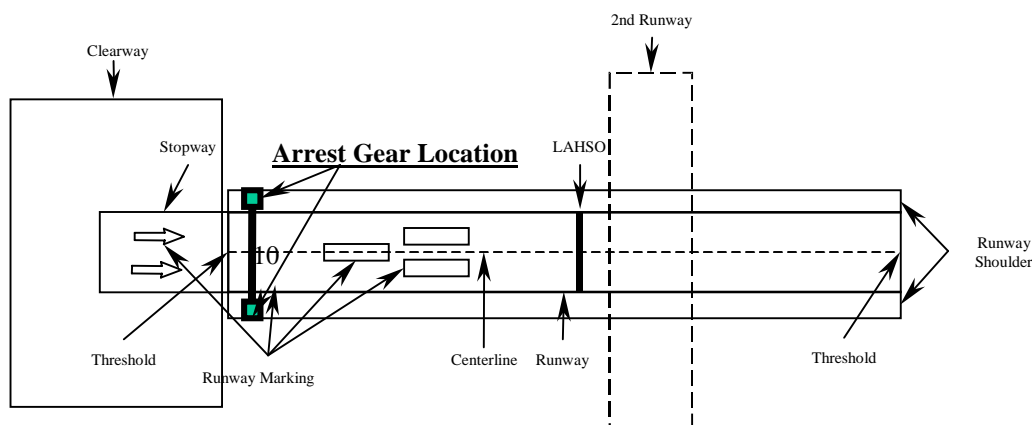 2nd Runway
Clearway
Stopway
Arrest Gear Location
LAHSO
10
Runway
Shoulder
Threshold
Runway Marking
Centerline
Runway
Threshold